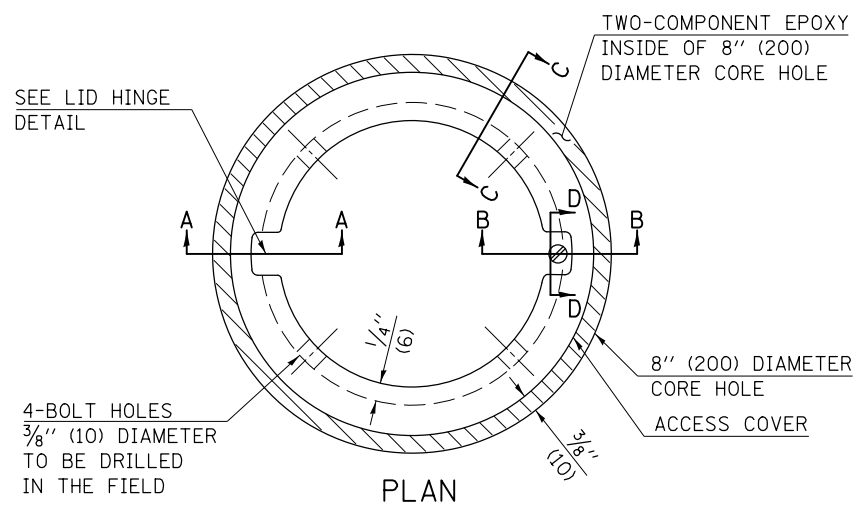 TWO-COMPONENT EPOXY
INSIDE OF 8" (200)
DIAMETER CORE HOLE
SEE LID HINGE
DETAIL
C
C
A
A
B
B
D
D
1/4"
(6)
8" (200) DIAMETER
CORE HOLE
ACCESS COVER
4-BOLT HOLES
3/8" (10) DIAMETER
TO BE DRILLED
IN THE FIELD
3/8"
(10)
PLAN